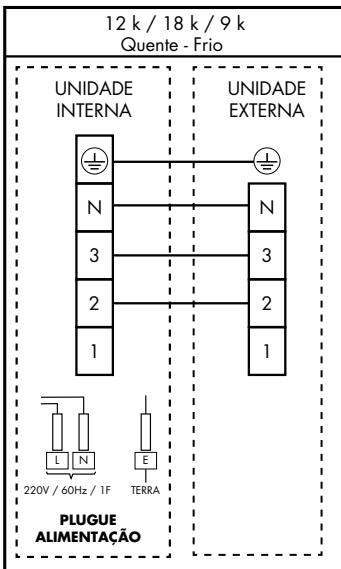 12 k / 18 k / 9 k
Quente - Frio
UNIDADE INTERNA
UNIDADE EXTERNA
N
N
3
3
2
2
1
1
L
N
E
220V / 60Hz / 1F
TERRA
PLUGUE
ALIMENTAÇÃO